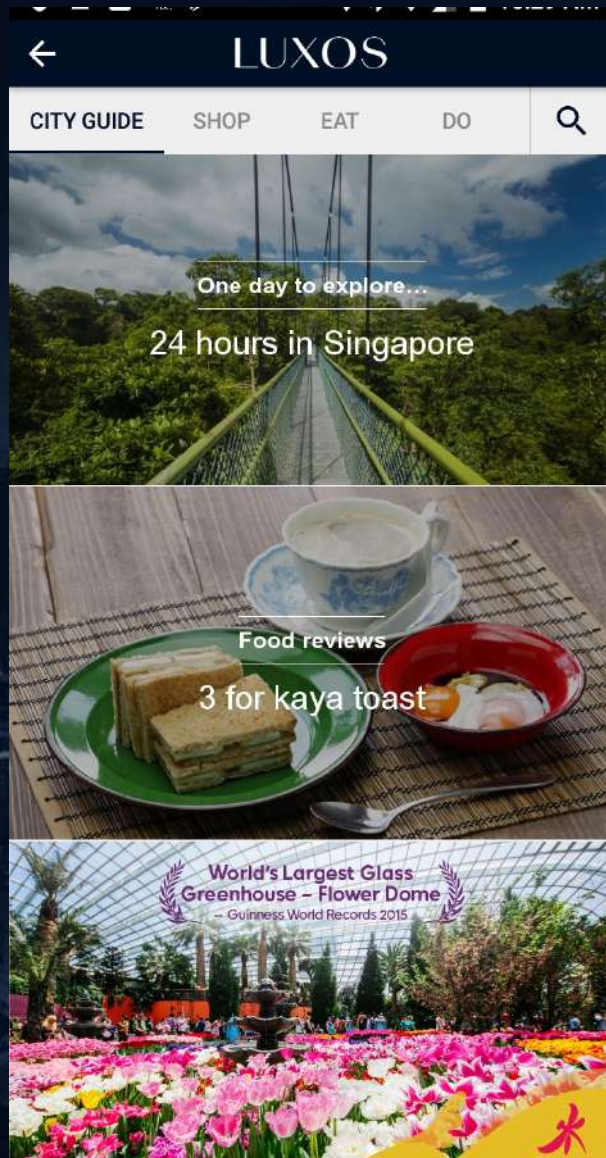 LUXOS
CITY GUIDE SHOP EAT DO
One day to explore...
24 hours in Singapore
Food reviews
3 for kaya toast
World's Largest Glass
Greenhouse – Flower Dome
– Guinness World Records 2015